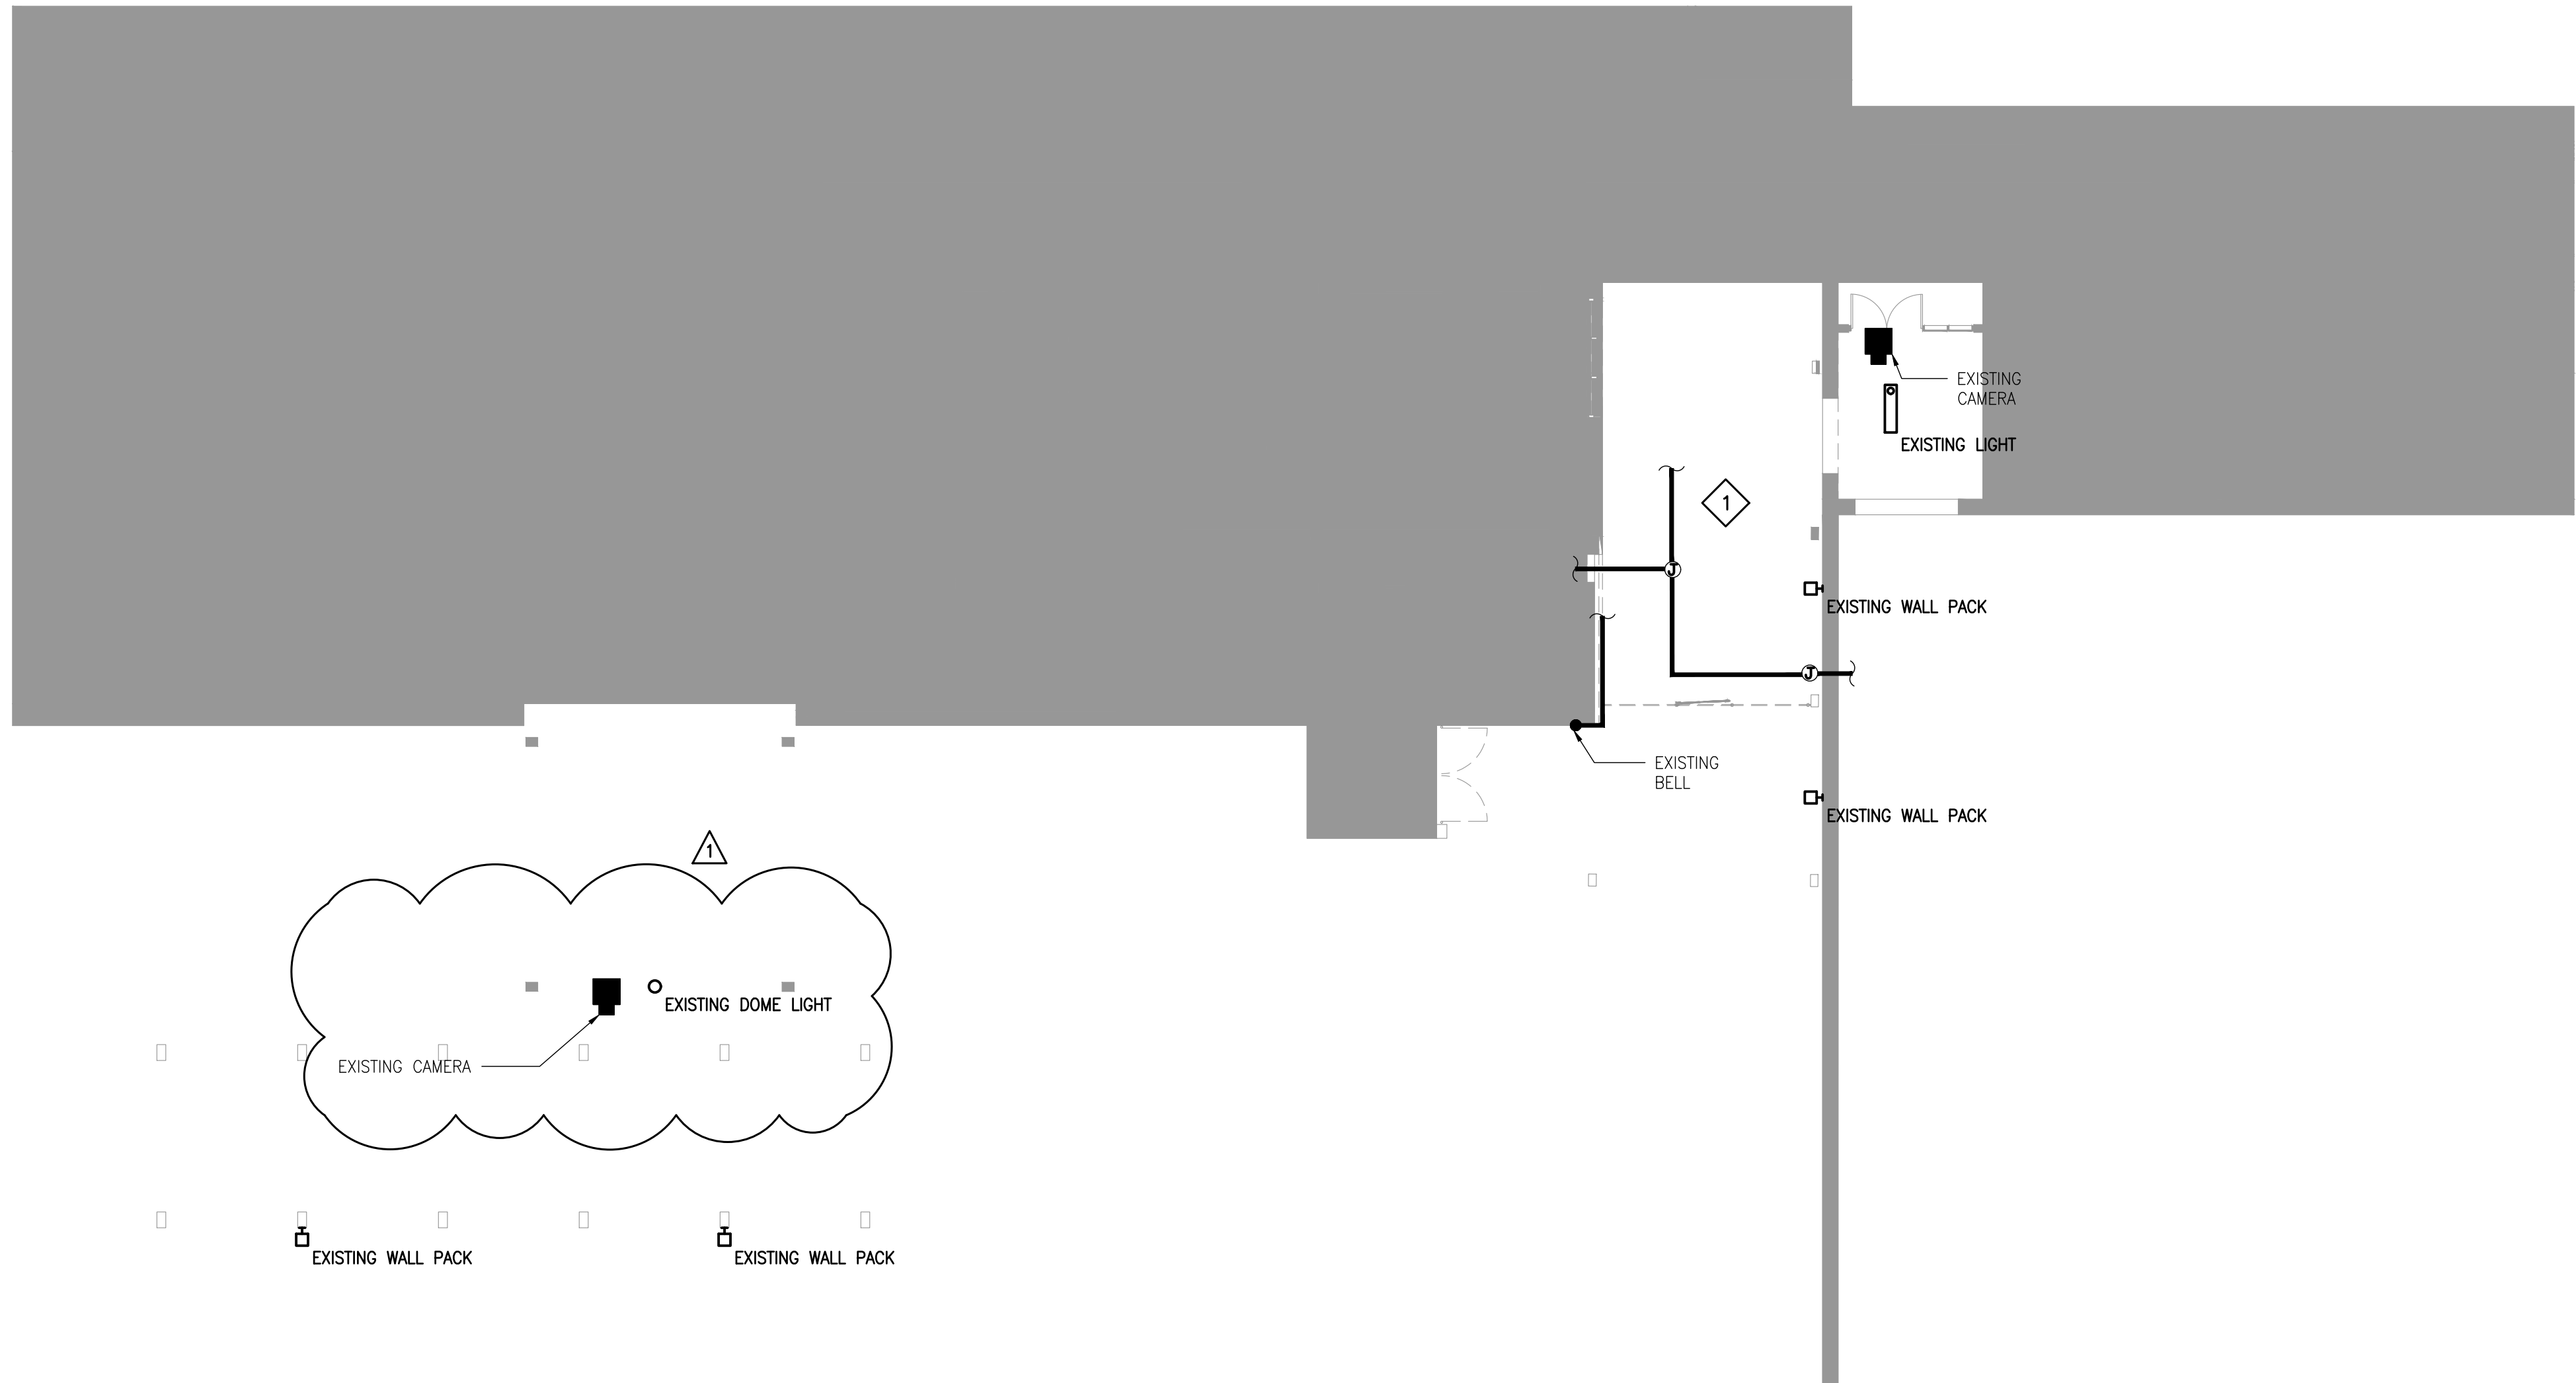 EXISTING
CAMERA
EXISTING LIGHT
1
J
EXISTING WALL PACK
J
EXISTING
BELL
EXISTING WALL PACK
1
EXISTING DOME LIGHT
EXISTING CAMERA
EXISTING WALL PACK
EXISTING WALL PACK